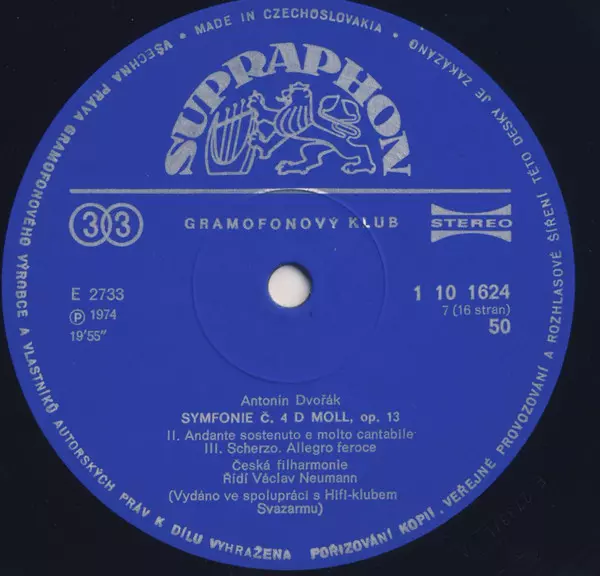 MADE IN CZECHOSLOVAKIA
VŠECHNA PRÁVA GRAMOFONOVÉHO VÝROBCE A VLASTNÍKŮ AUTORSKÝCH PRÁV K DÍLU VYHRAŽENA
POŘIZOVÁNÍ KOPIÍ, VEŘEJNÉ PROVOZOVÁNÍ A ROZHLASOVÉ ŠÍŘENÍ TÉTO DESKY JE ZAKÁZÁNO
SUPRAPHON
33
GRAMOFONOVÝ KLUB
STEREO
E 2733
1 10 1624
Ⓟ 1974
7 (16 stran)
19'55"
50
Antonín Dvořák
SYMFONIE Č. 4 D MOLL, op. 13
II. Andante sostenuto e molto cantabile
III. Scherzo. Allegro feroce
Česká filharmonie
Řídí Václav Neumann
(Vydáno ve spolupráci s Hifi-klubem
Svazarmu)